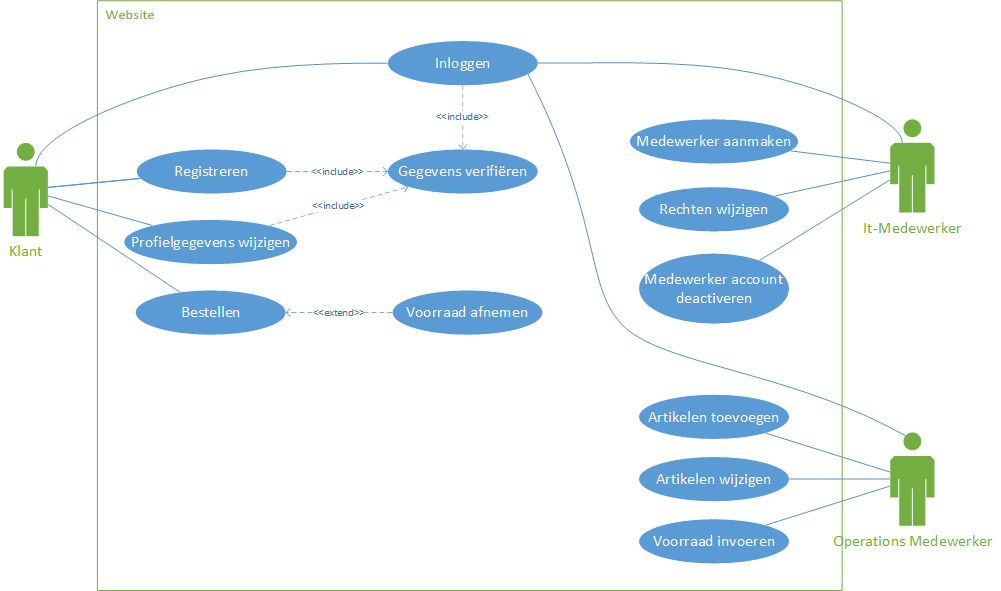 Website
Inloggen
<<include>>
Medewerker aanmaken
Registreren
<<include>>
Gegevens verifiëren
<<include>>
Rechten wijzigen
It-Medewerker
Klant
Profielgegevens wijzigen
Medewerker account
deactiveren
Bestellen
<<extend>>
Voorraad afnemen
Artikelen toevoegen
Artikelen wijzigen
Voorraad invoeren
Operations Medewerker